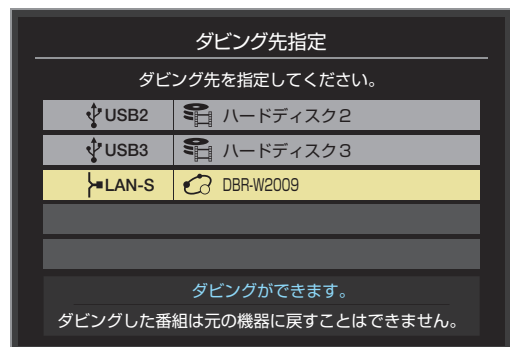 ダビング先指定
ダビング先を指定してください。
USB2 ハードディスク2
USB3 ハードディスク3
LAN-S DBR-W2009
ダビングができます。
ダビングした番組は元の機器に戻すことはできません。